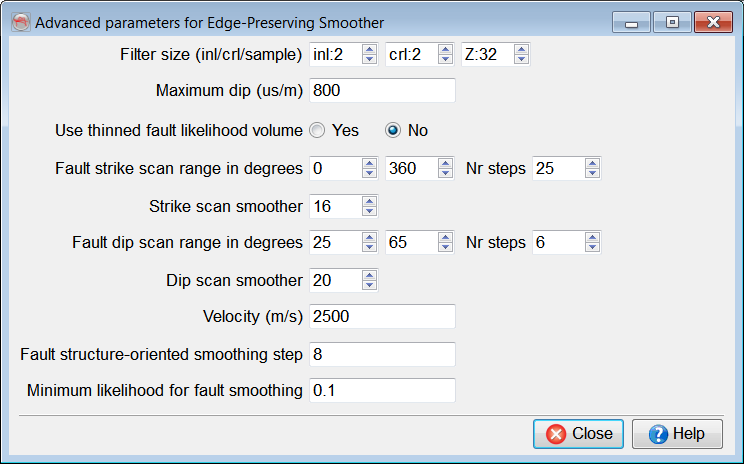 Advanced parameters for Edge-Preserving Smoother
Filter size (inl/crl/sample) inl:2 crl:2 Z:32
Maximum dip (us/m) 800
Use thinned fault likelihood volume Yes No
Fault strike scan range in degrees 0 360 Nr steps 25
Strike scan smoother 16
Fault dip scan range in degrees 25 65 Nr steps 6
Dip scan smoother 20
Velocity (m/s) 2500
Fault structure-oriented smoothing step 8
Minimum likelihood for fault smoothing 0.1
Close Help